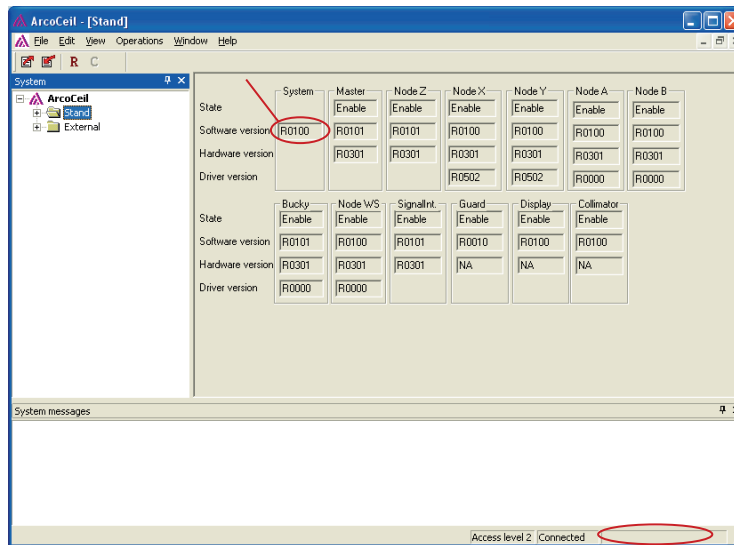 ArcoCeil - [Stand]
File Edit View Operations Window Help
R C
System
ArcoCeil
Stand
External
System Master Node Z Node X Node Y Node A Node B
State Enable Enable Enable Enable Enable Enable
Software version R0100 R0101 R0101 R0100 R0100 R0100 R0100
Hardware version R0301 R0301 R0301 R0301 R0301 R0301
Driver version R0502 R0502 R0000 R0000
Bucky Node WS SignalInt. Guard Display Collimator
State Enable Enable Enable Enable Enable Enable
Software version R0101 R0100 R0101 R0010 R0100 R0100
Hardware version R0301 R0301 R0301 NA NA NA
Driver version R0000 R0000
System messages
Access level 2 Connected